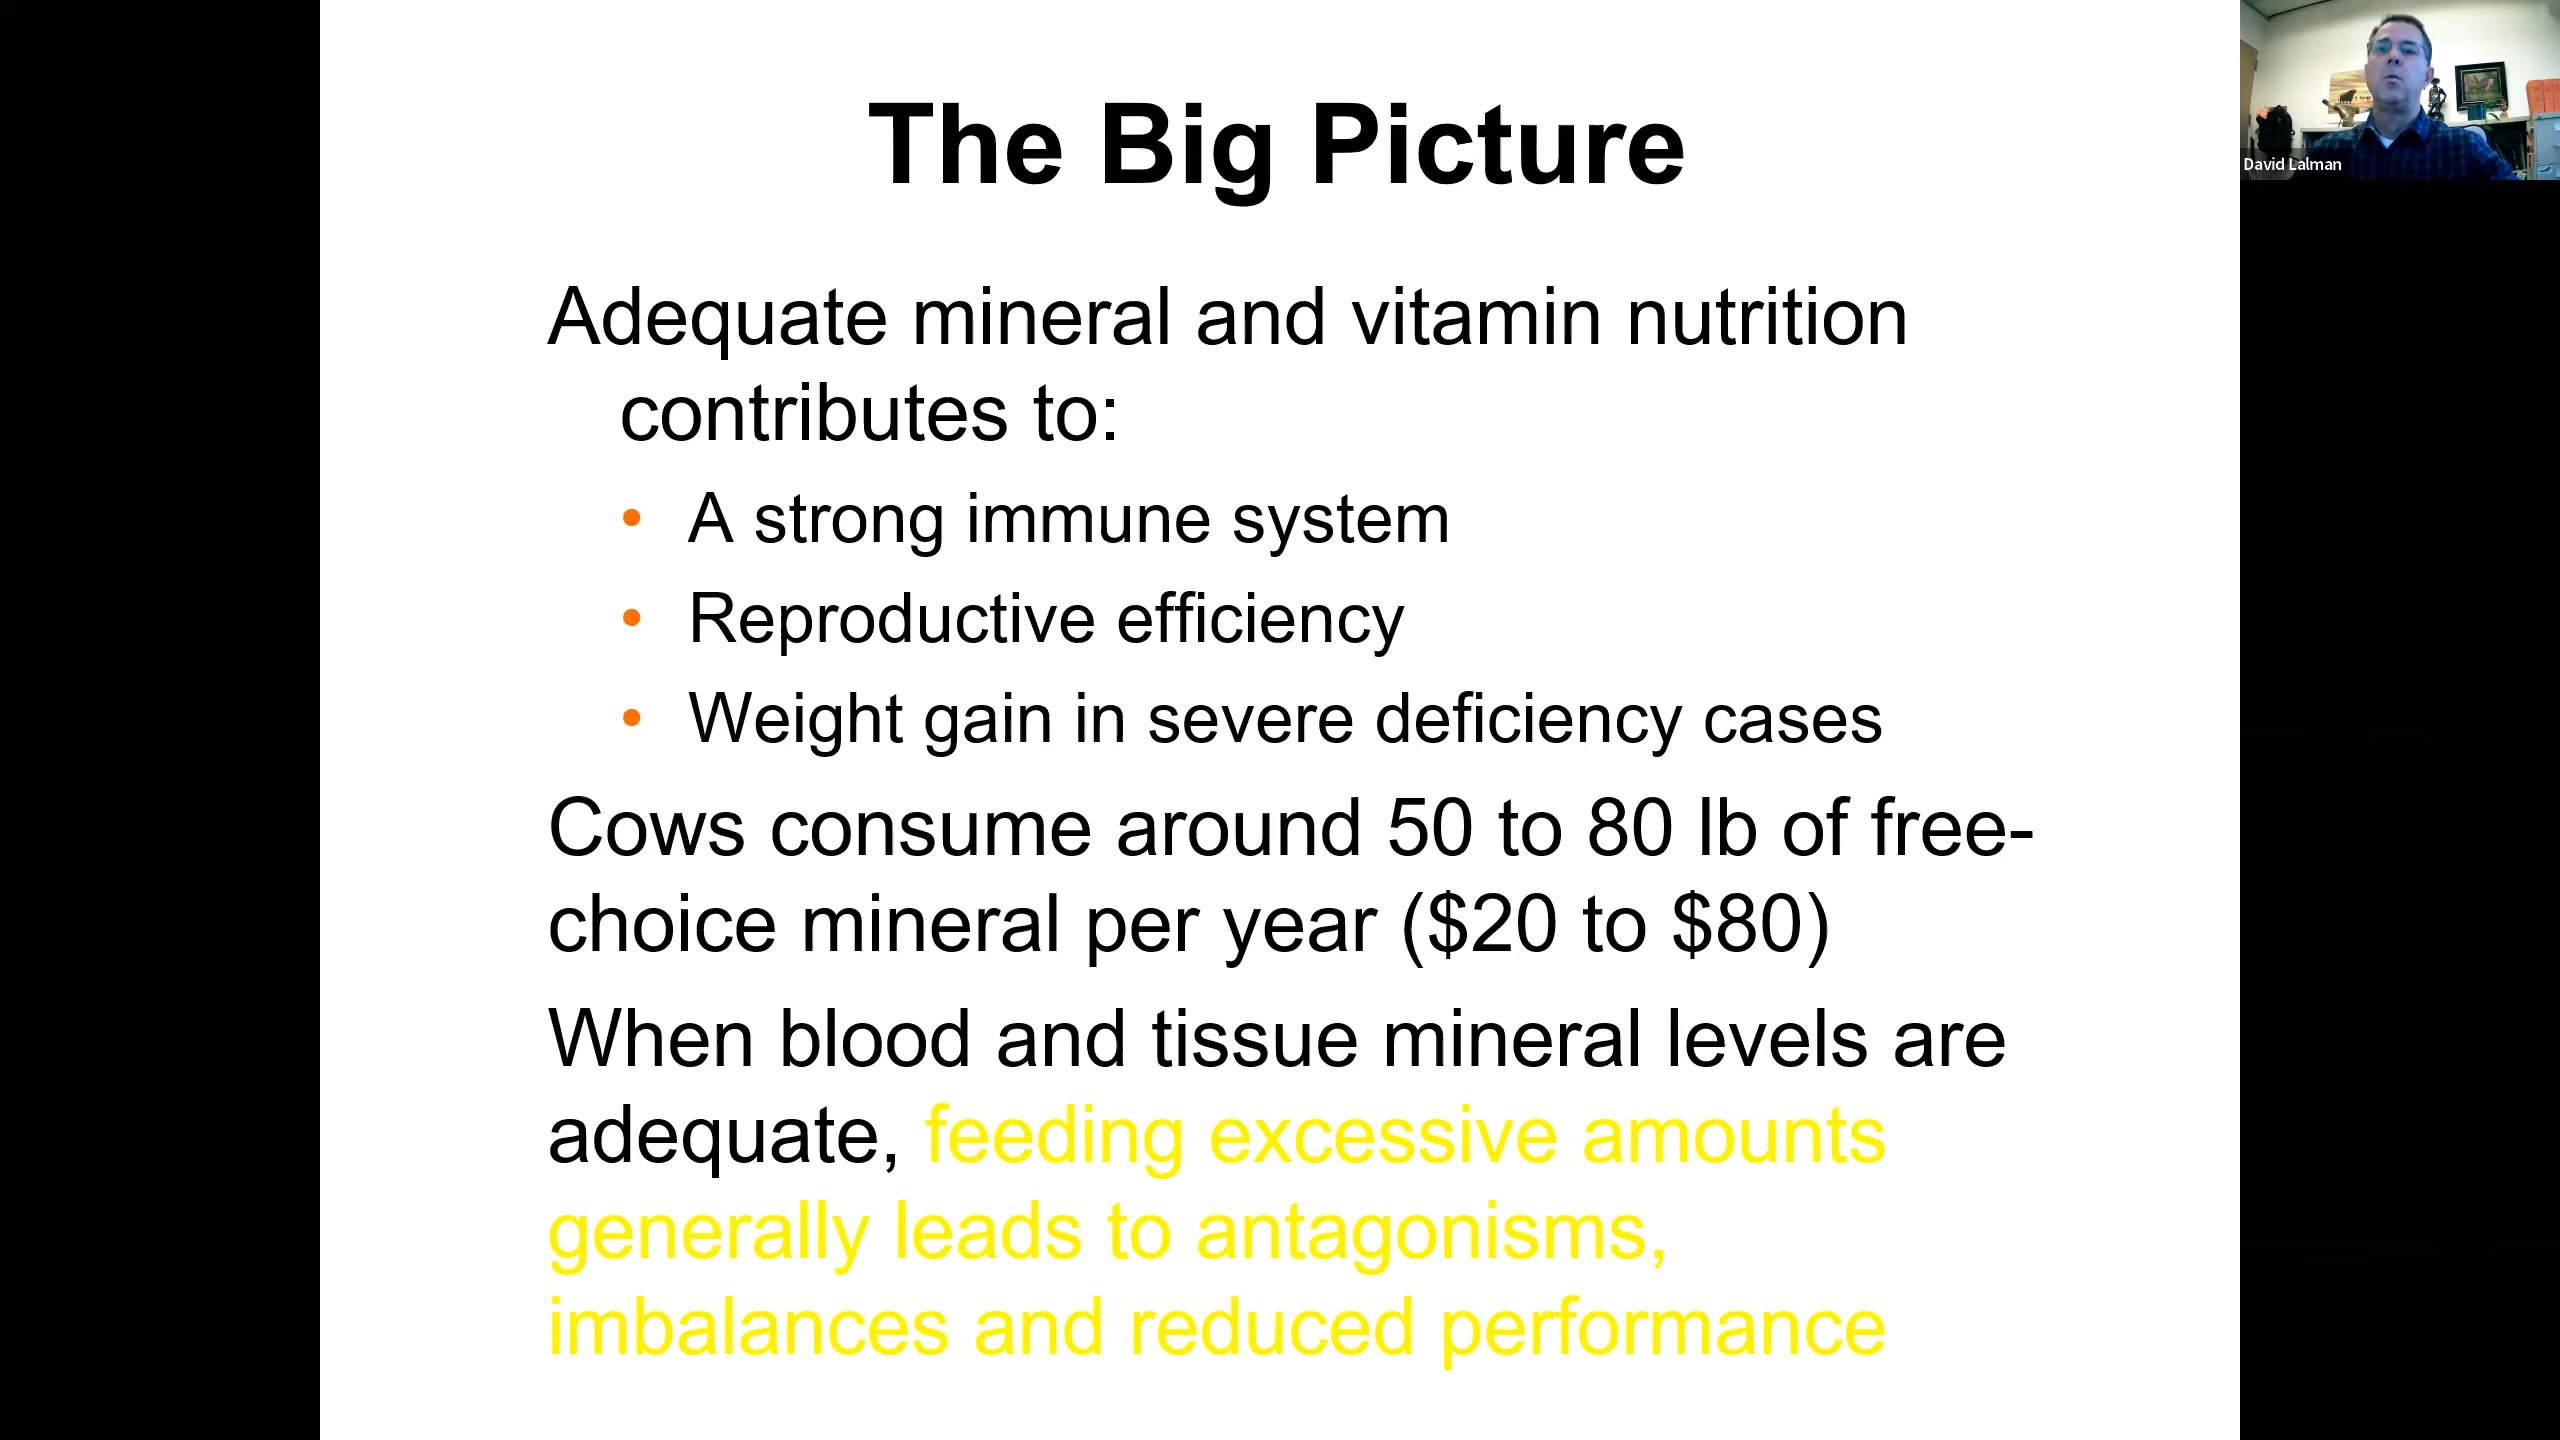 The Big Picture
David Lalman
Adequate mineral and vitamin nutrition
contributes to:
• A strong immune system
• Reproductive efficiency
• Weight gain in severe deficiency cases
Cows consume around 50 to 80 lb of free-
choice mineral per year ($20 to $80)
When blood and tissue mineral levels are
adequate, feeding excessive amounts
generally leads to antagonisms,
imbalances and reduced performance